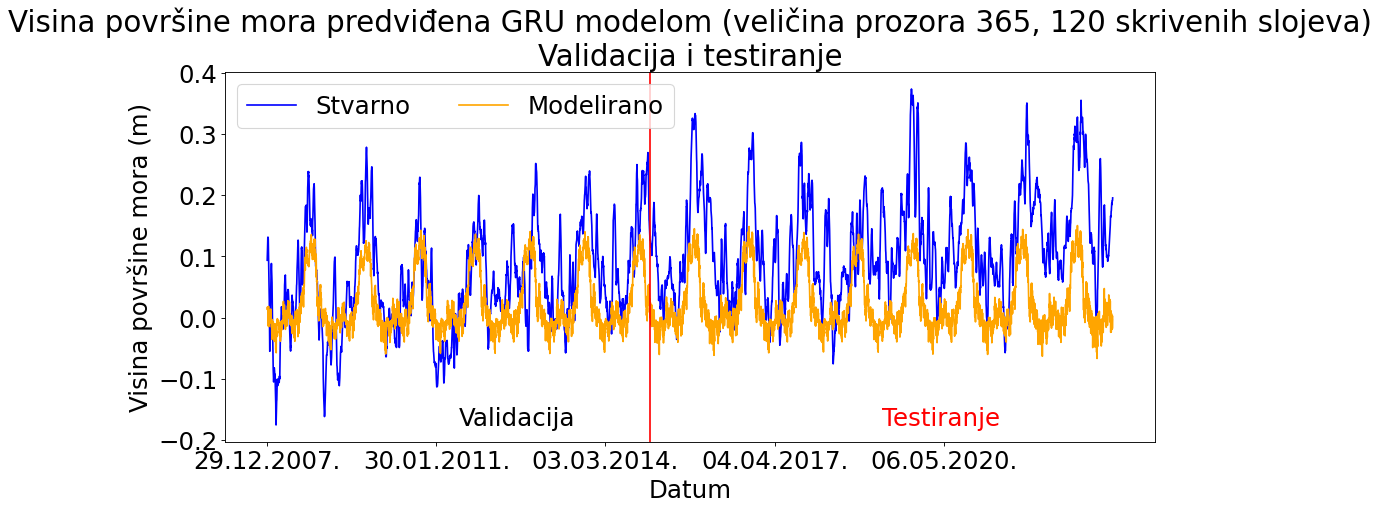 Visina površine mora predviđena GRU modelom (veličina prozora 365, 120 skrivenih slojeva)
Validacija i testiranje
Stvarno
Modelirano
Visina površine mora (m)
0.4
0.3
0.2
0.1
0.0
−0.1
−0.2
Validacija
Testiranje
29.12.2007.
30.01.2011.
03.03.2014.
04.04.2017.
06.05.2020.
Datum